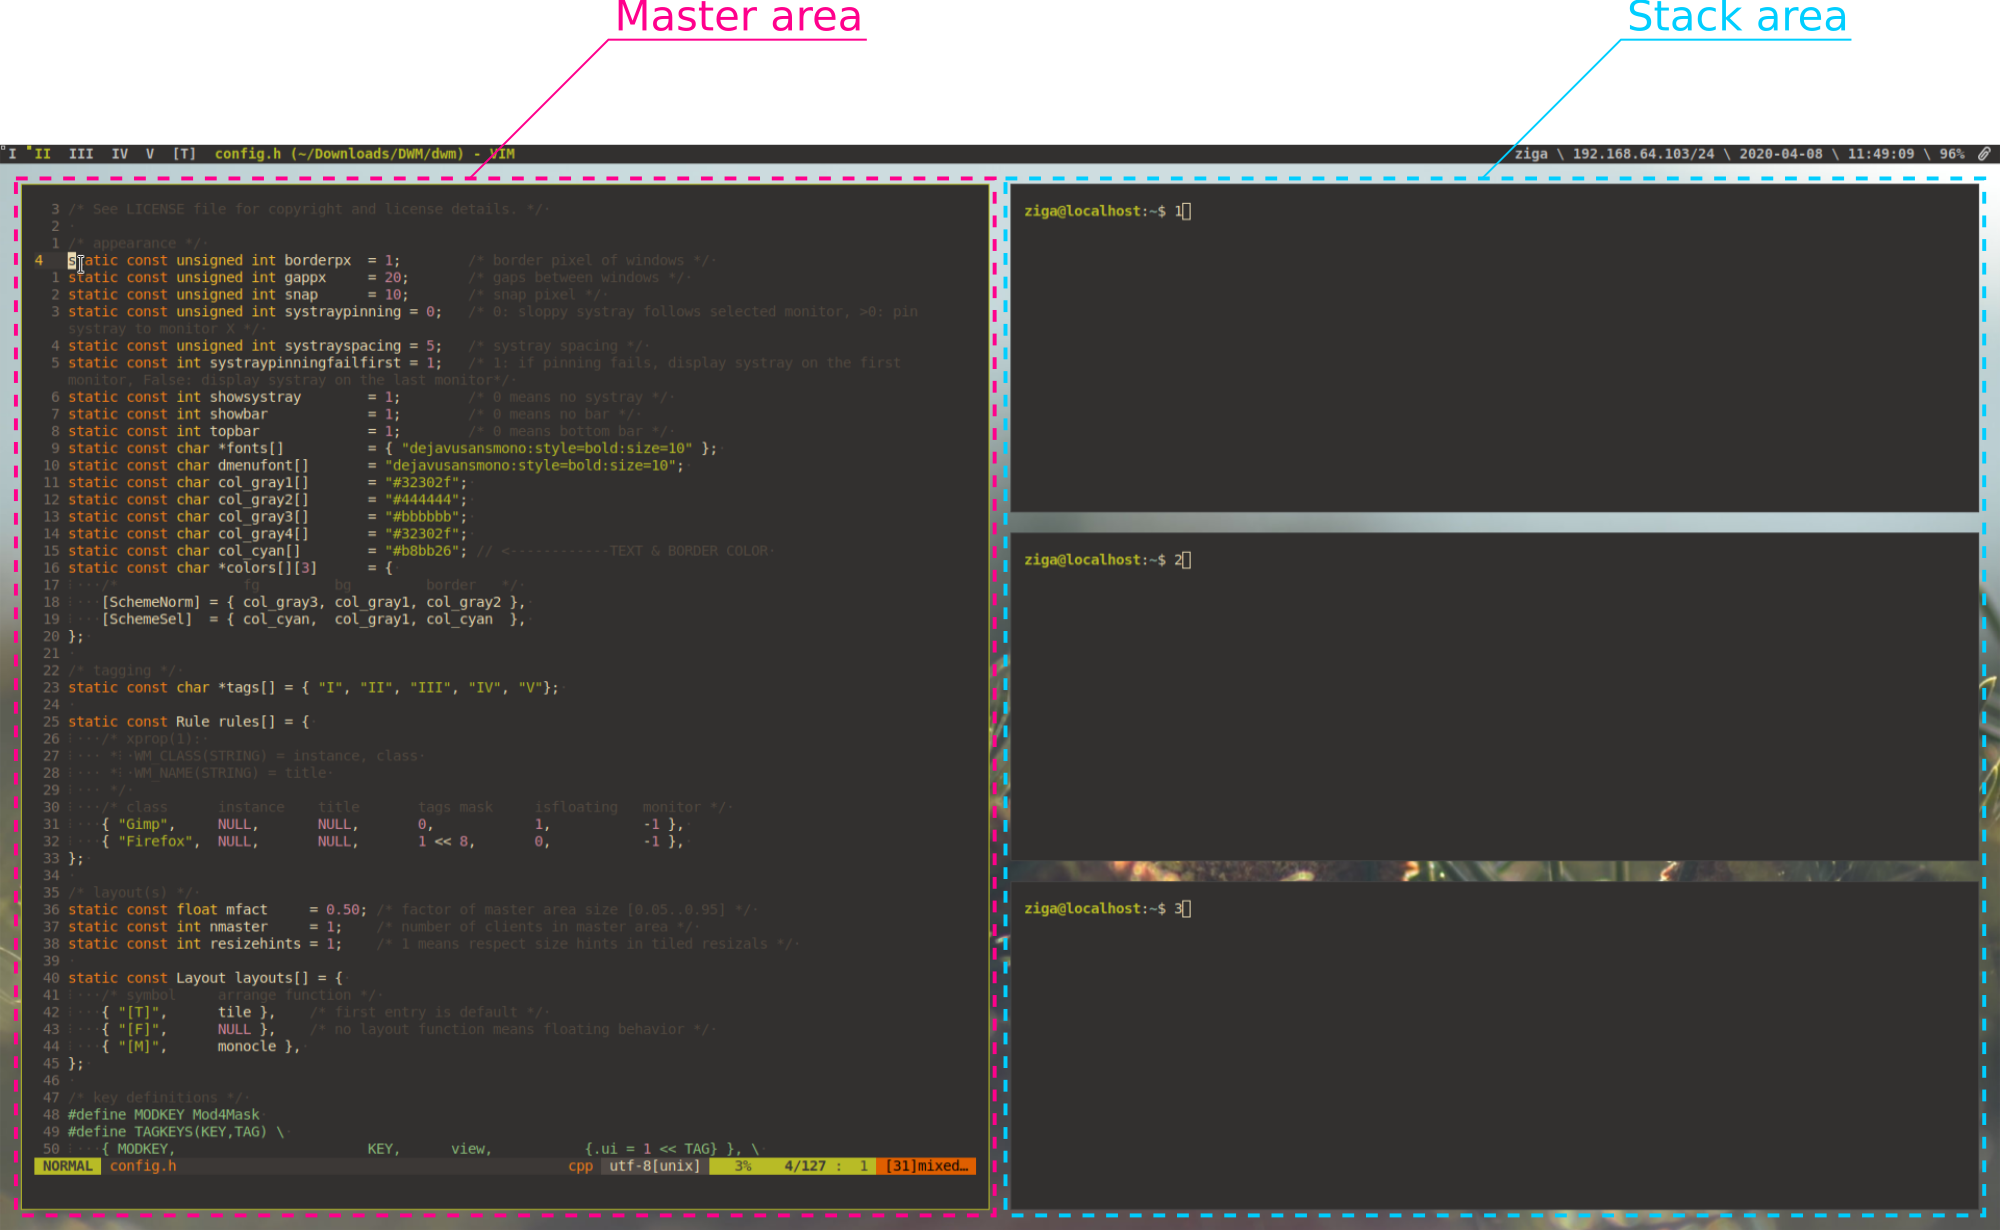 Master area
Stack area
I II III IV V [T] config.h (~/Downloads/DWM/dwm) - VIM
ziga \ 192.168.64.103/24 \ 2020-04-08 \ 11:49:09 \ 96%
3 /* See LICENSE file for copyright and license details. */
2
1 /* appearance */
4 static const unsigned int borderpx = 1; /* border pixel of windows */
1 static const unsigned int gappx = 20; /* gaps between windows */
2 static const unsigned int snap = 10; /* snap pixel */
3 static const unsigned int systraypinning = 0; /* 0: sloppy systray follows selected monitor, >0: pin
systray to monitor X */
4 static const unsigned int systrayspacing = 5; /* systray spacing */
5 static const int systraypinningfailfirst = 1; /* 1: if pinning fails, display systray on the first
monitor, False: display systray on the last monitor*/
6 static const int showsystray = 1; /* 0 means no systray */
7 static const int showbar = 1; /* 0 means no bar */
8 static const int topbar = 1; /* 0 means bottom bar */
9 static const char *fonts[] = { "dejavusansmono:style=bold:size=10" };
10 static const char dmenufont[] = "dejavusansmono:style=bold:size=10";
11 static const char col_gray1[] = "#32302f";
12 static const char col_gray2[] = "#444444";
13 static const char col_gray3[] = "#bbbbbb";
14 static const char col_gray4[] = "#32302f";
15 static const char col_cyan[] = "#b8bb26"; // <------------TEXT & BORDER COLOR
16 static const char *colors[][3] = {
17 /* fg bg border */
18 [SchemeNorm] = { col_gray3, col_gray1, col_gray2 },
19 [SchemeSel] = { col_cyan, col_gray1, col_cyan },
20 };
21
22 /* tagging */
23 static const char *tags[] = { "I", "II", "III", "IV", "V"};
24
25 static const Rule rules[] = {
26 /* xprop(1):
27 * WM_CLASS(STRING) = instance, class
28 * WM_NAME(STRING) = title
29 */
30 /* class instance title tags mask isfloating monitor */
31 { "Gimp", NULL, NULL, 0, 1, -1 },
32 { "Firefox", NULL, NULL, 1 << 8, 0, -1 },
33 };
34
35 /* layout(s) */
36 static const float mfact = 0.50; /* factor of master area size [0.05..0.95] */
37 static const int nmaster = 1; /* number of clients in master area */
38 static const int resizehints = 1; /* 1 means respect size hints in tiled resizals */
39
40 static const Layout layouts[] = {
41 /* symbol arrange function */
42 { "[T]", tile }, /* first entry is default */
43 { "[F]", NULL }, /* no layout function means floating behavior */
44 { "[M]", monocle },
45 };
46
47 /* key definitions */
48 #define MODKEY Mod4Mask
49 #define TAGKEYS(KEY,TAG) \
50 { MODKEY, KEY, view, {.ui = 1 << TAG} }, \
NORMAL config.h cpp utf-8[unix] 3% 4/127 : 1 [31]mixed…
ziga@localhost:~$ 1
ziga@localhost:~$ 2
ziga@localhost:~$ 3